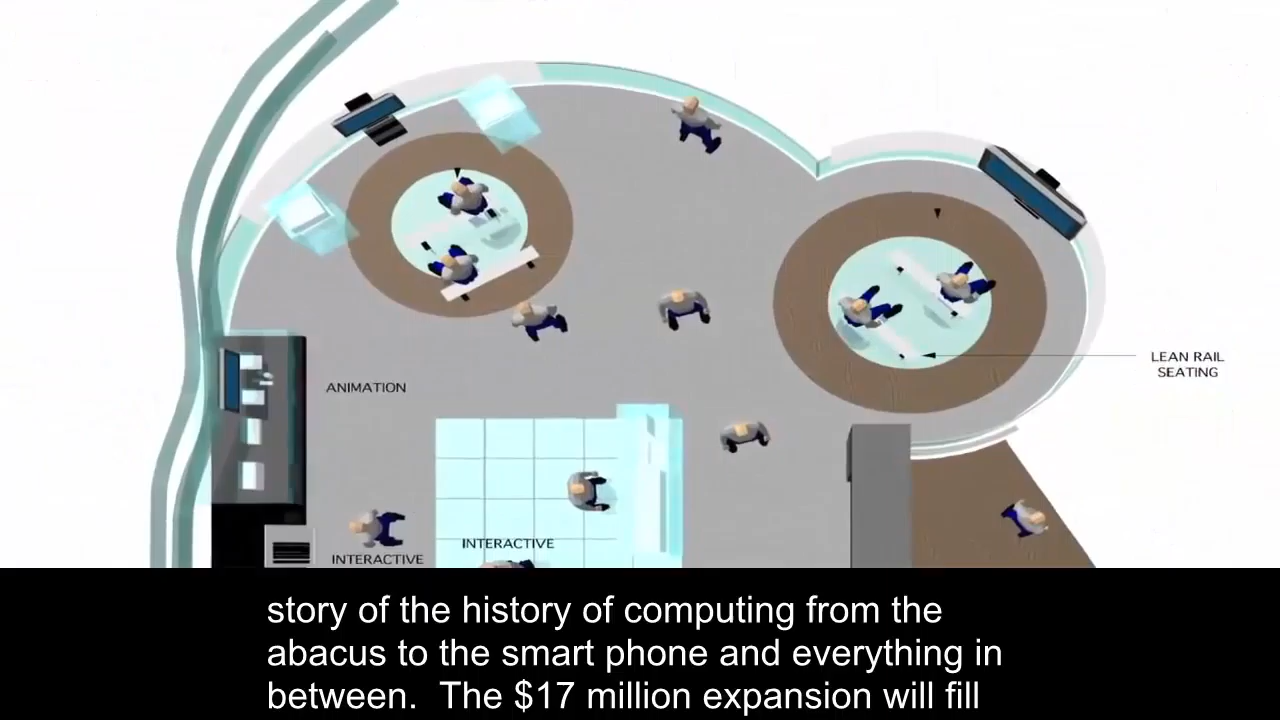 ANIMATION
LEAN RAIL
SEATING
INTERACTIVE
INTERACTIVE
story of the history of computing from the
abacus to the smart phone and everything in
between.  The $17 million expansion will fill